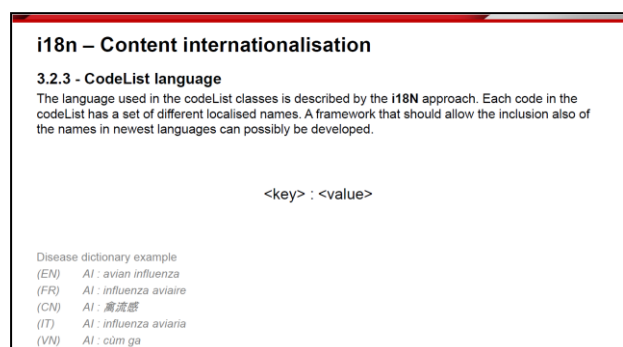 i18n – Content internationalisation
3.2.3 - CodeList language
The language used in the codeList classes is described by the i18N approach. Each code in the
codeList has a set of different localised names. A framework that should allow the inclusion also of
the names in newest languages can possibly be developed.
<key> : <value>
Disease dictionary example
(EN) AI : avian influenza
(FR) AI : influenza aviaire
(CN) AI : 禽流感
(IT) AI : influenza aviaria
(VN) AI : cúm ga